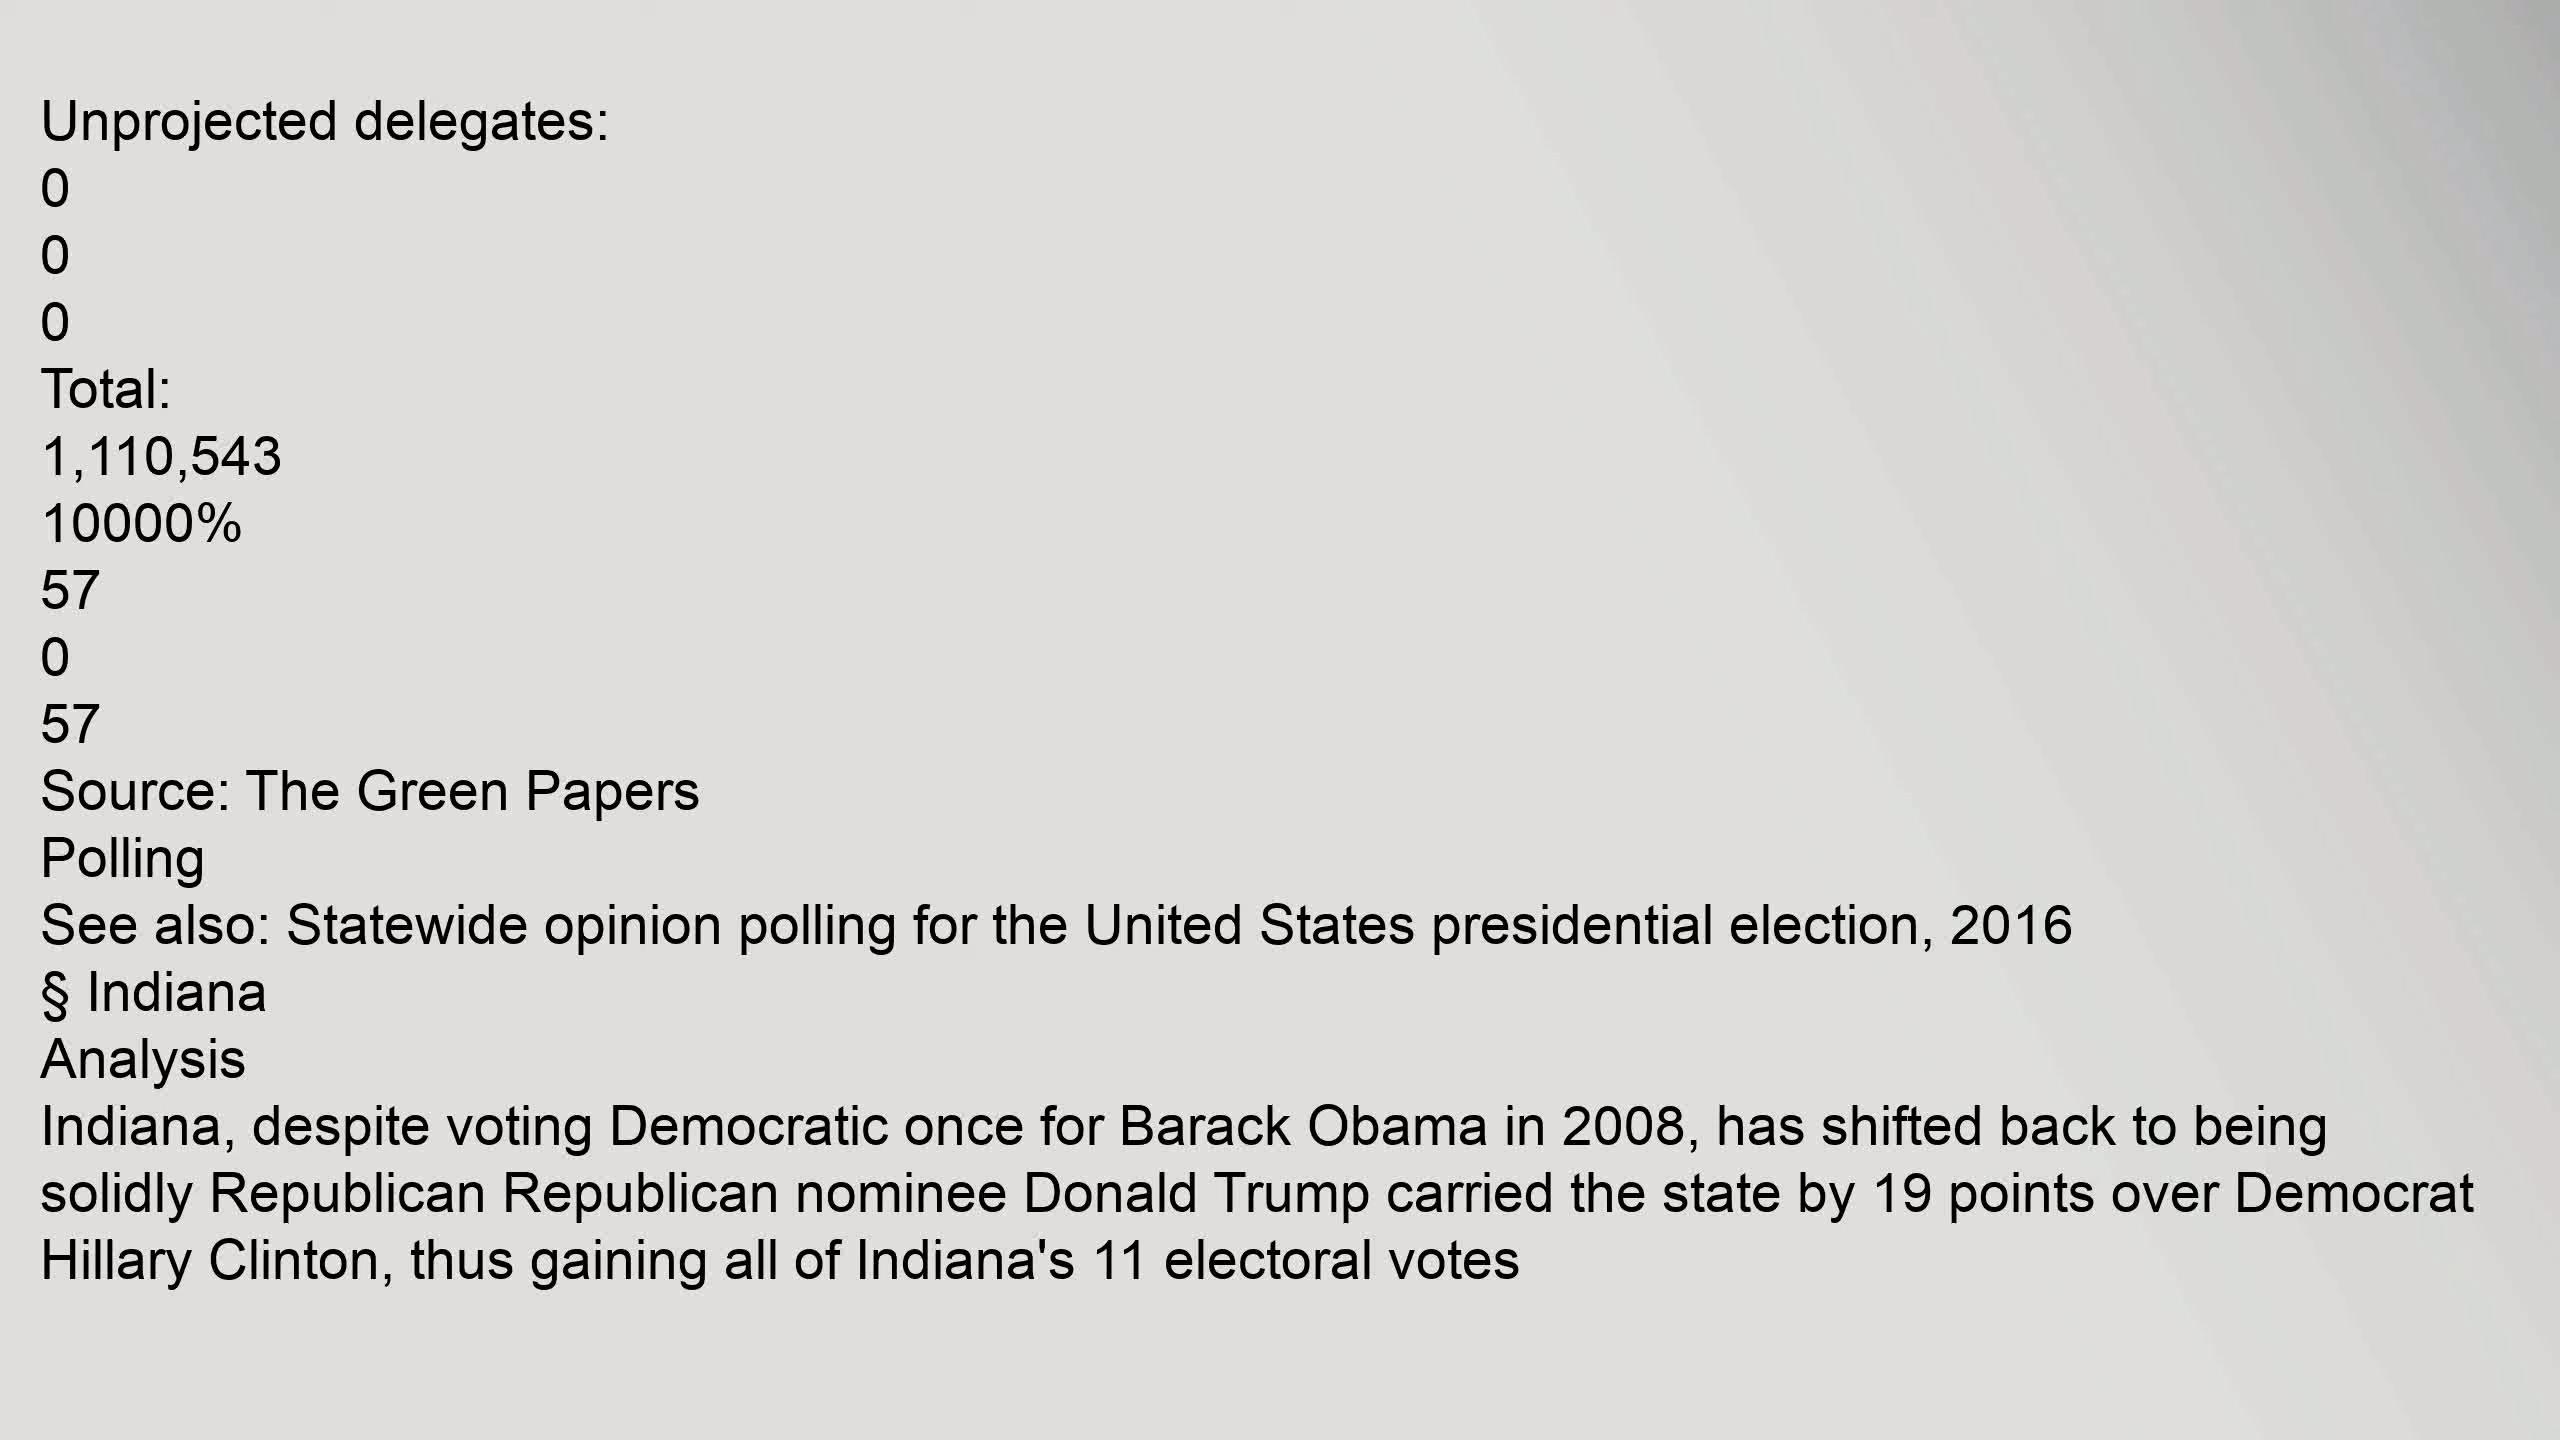 Unprojected delegates:
0
0
0
Total:
1,110,543
10000%
57
0
57
Source: The Green Papers
Polling
See also: Statewide opinion polling for the United States presidential election, 2016
§ Indiana
Analysis
Indiana, despite voting Democratic once for Barack Obama in 2008, has shifted back to being
solidly Republican Republican nominee Donald Trump carried the state by 19 points over Democrat
Hillary Clinton, thus gaining all of Indiana's 11 electoral votes